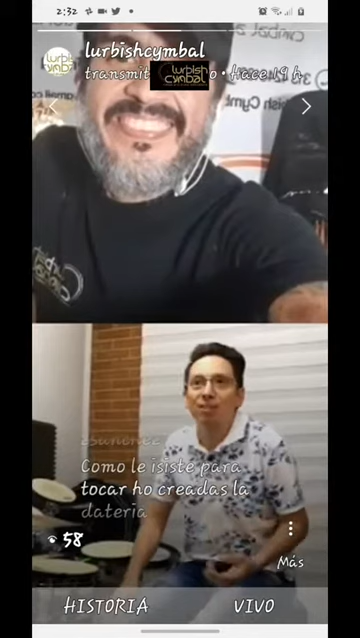 2:32
lurbishcymbal
Hace 19 h
Lurbish
Cymbal
Como le isiste para
tocar ho creadas la
dateria
58
Más
HISTORIA
VIVO